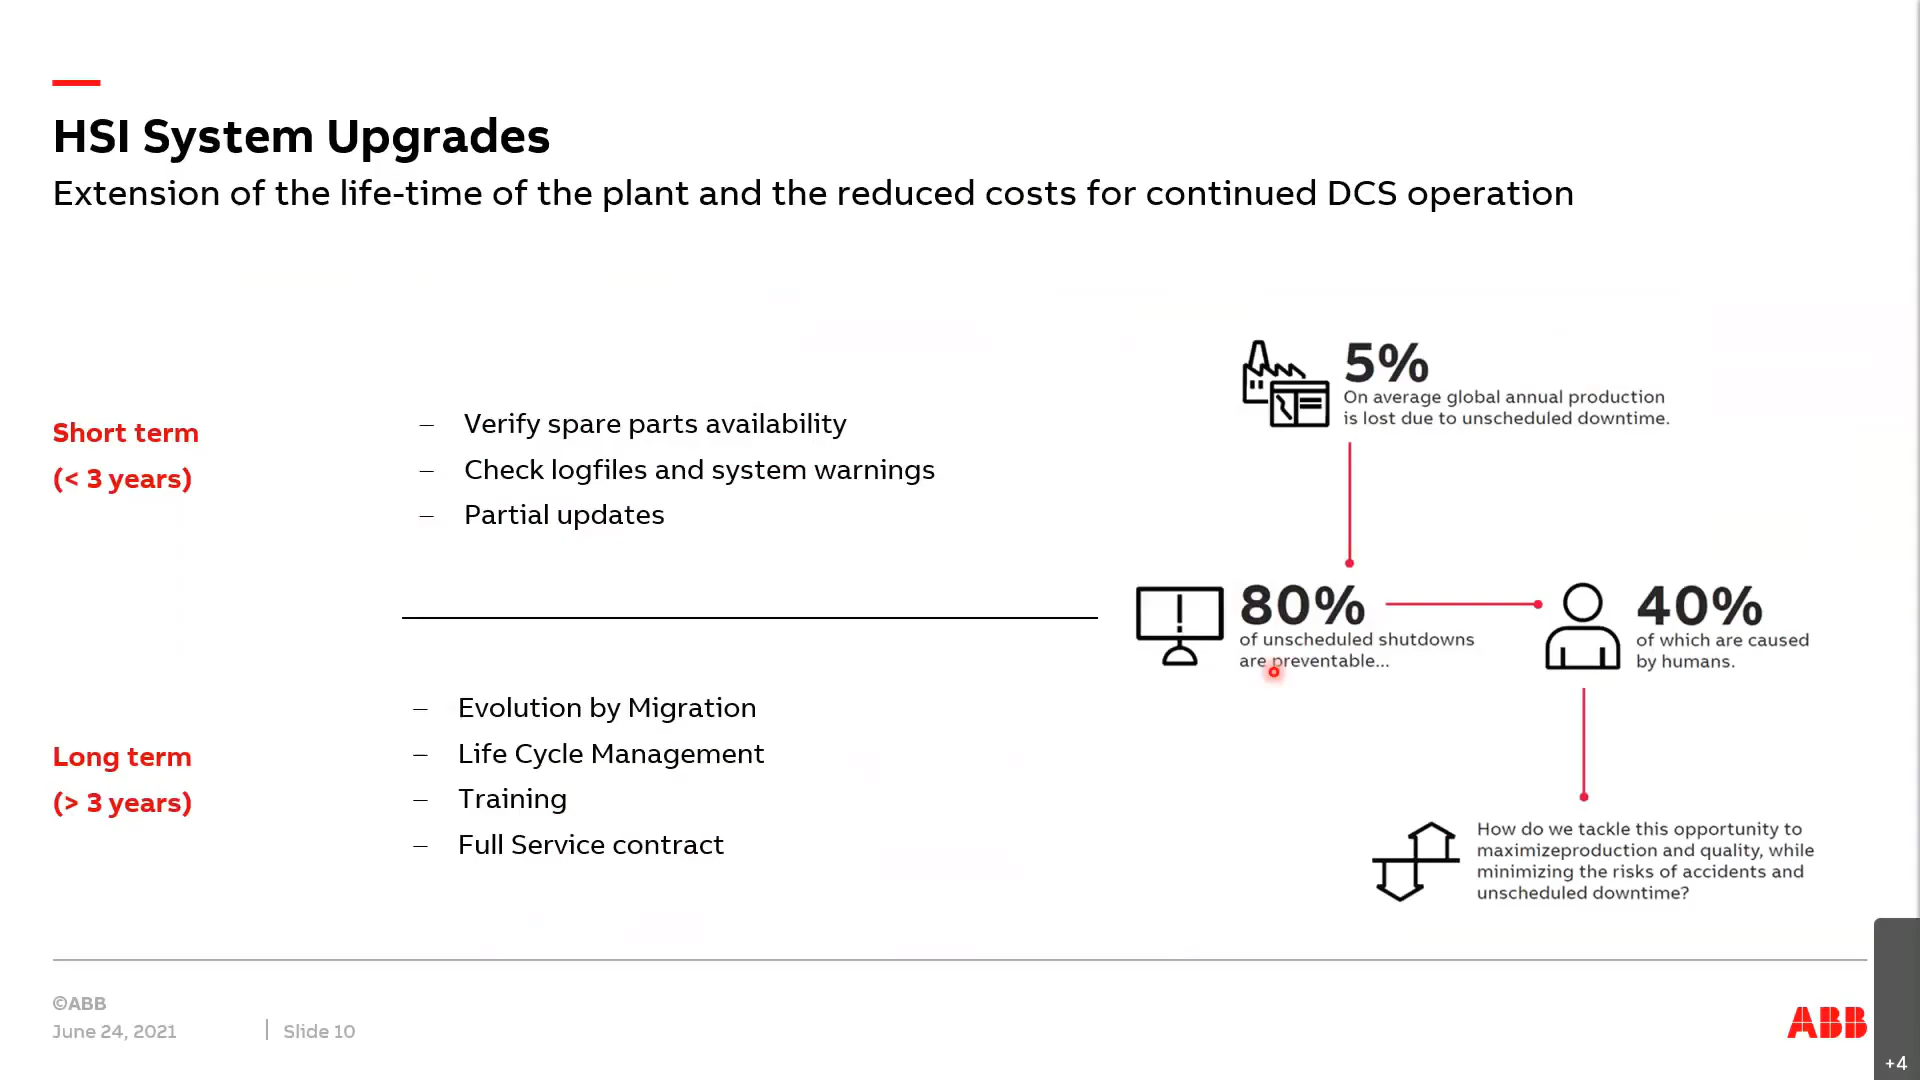 HSI System Upgrades
Extension of the life-time of the plant and the reduced costs for continued DCS operation
Short term
(< 3 years)
– Verify spare parts availability
– Check logfiles and system warnings
– Partial updates
Long term
(> 3 years)
– Evolution by Migration
– Life Cycle Management
– Training
– Full Service contract
5%
On average global annual production
is lost due to unscheduled downtime.
80%
of unscheduled shutdowns
are preventable...
40%
of which are caused
by humans.
How do we tackle this opportunity to
maximizeproduction and quality, while
minimizing the risks of accidents and
unscheduled downtime?
©ABB
June 24, 2021
Slide 10
ABB
+4